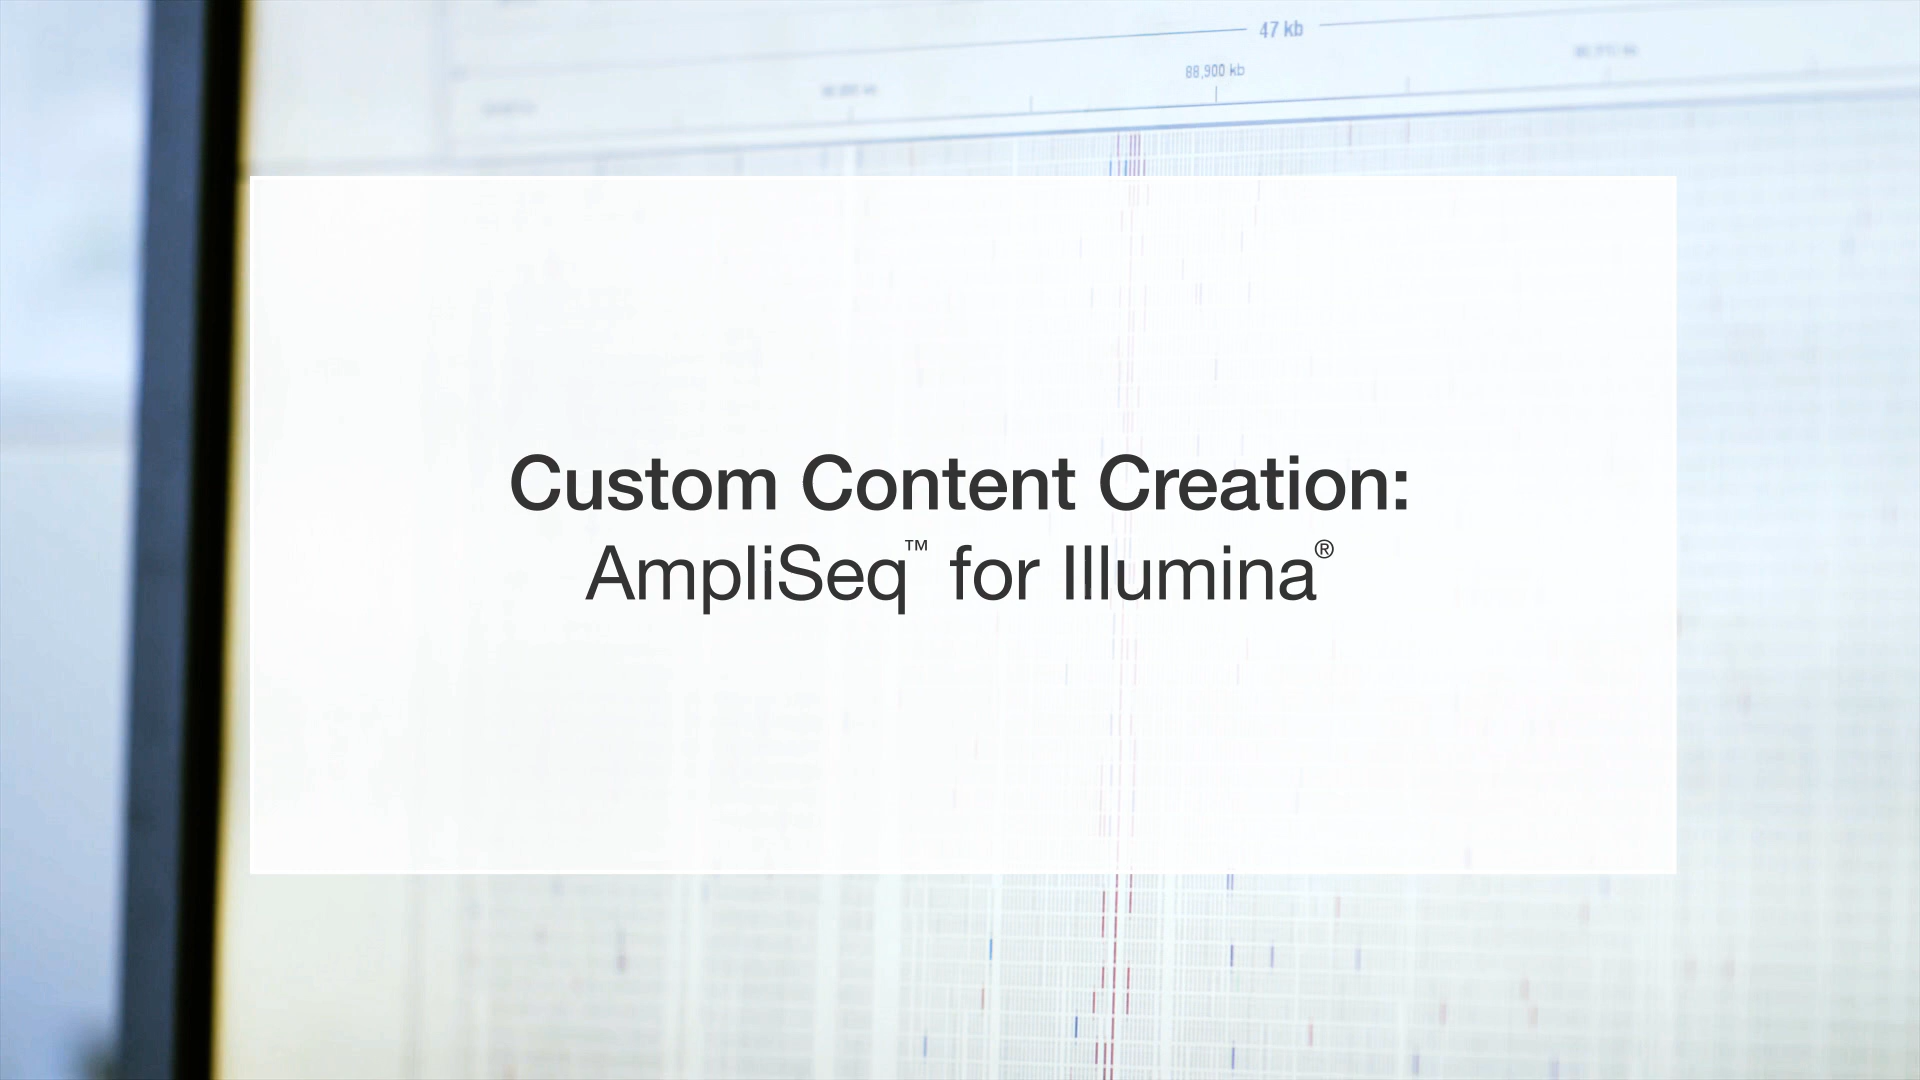 47 kb
88,900 kb
Custom Content Creation:
AmpliSeq™ for Illumina®